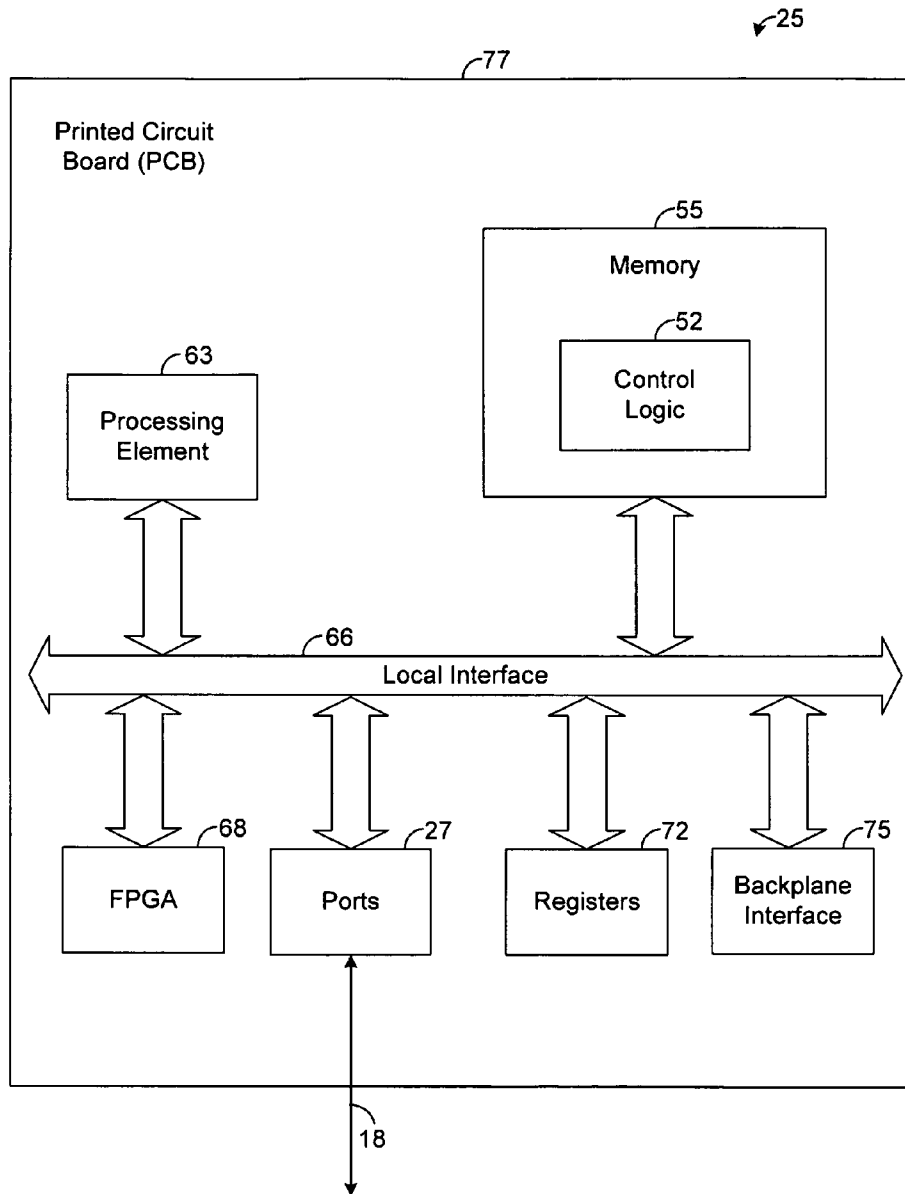 25
77
Printed Circuit
Board (PCB)
55
Memory
52
Control
Logic
63
Processing
Element
66
Local Interface
68
FPGA
27
Ports
72
Registers
75
Backplane
Interface
18